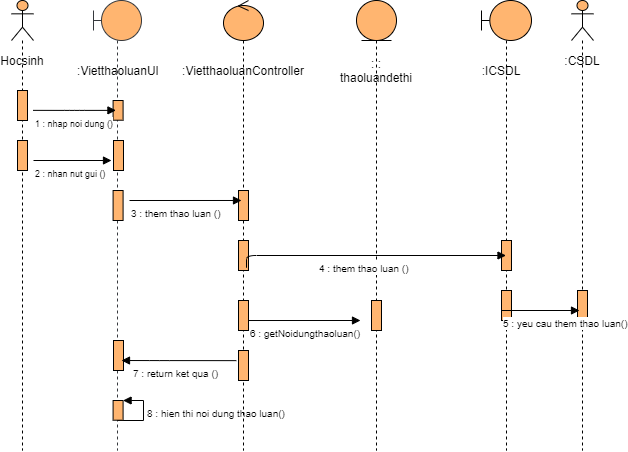 Hocsinh
:VietthaoluanUI
:VietthaoluanController
:.:
thaoluandethi
:ICSDL
:CSDL
1 : nhap noi dung ()
2 : nhan nut gui ()
3 : them thao luan ()
4 : them thao luan ()
5 : yeu cau them thao luan()
6 : getNoidungthaoluan()
7 : return ket qua ()
8 : hien thi noi dung thao luan()